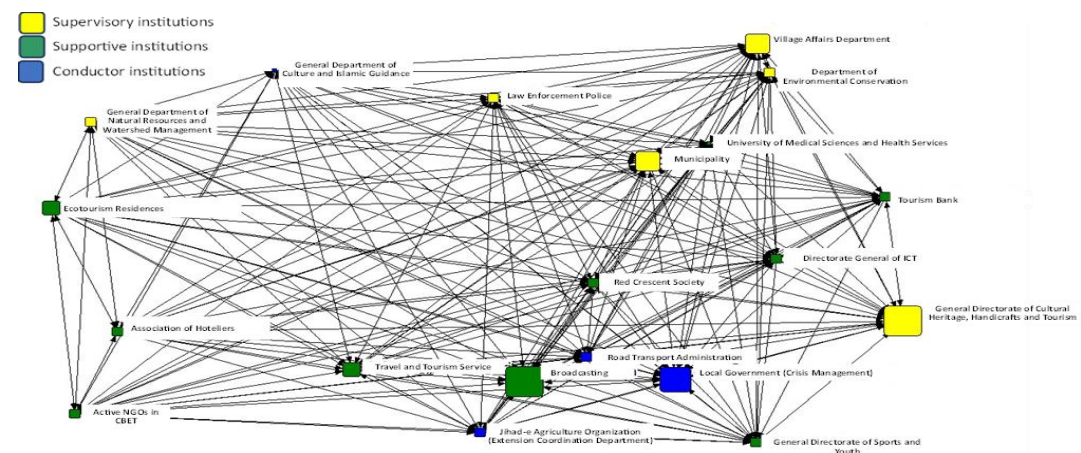 Supervisory institutions
Supportive institutions
Conductor institutions
Village Affairs Department
General Department of
Culture and Islamic Guidance
Department of
Environmental Conservation
Law Enforcement Police
General Department of
Natural Resources and
Watershed Management
University of Medical Sciences and Health Services
Municipality
Ecotourism Residences
Tourism Bank
Directorate General of ICT
Red Crescent Society
General Directorate of Cultural
Heritage, Handicrafts and Tourism
Association of Hoteliers
Road Transport Administration
Travel and Tourism Service
Broadcasting
Local Government (Crisis Management)
Active NGOs in
CBET
Jihad-e Agriculture Organization
(Extension Coordination Department)
General Directorate of Sports and
Youth